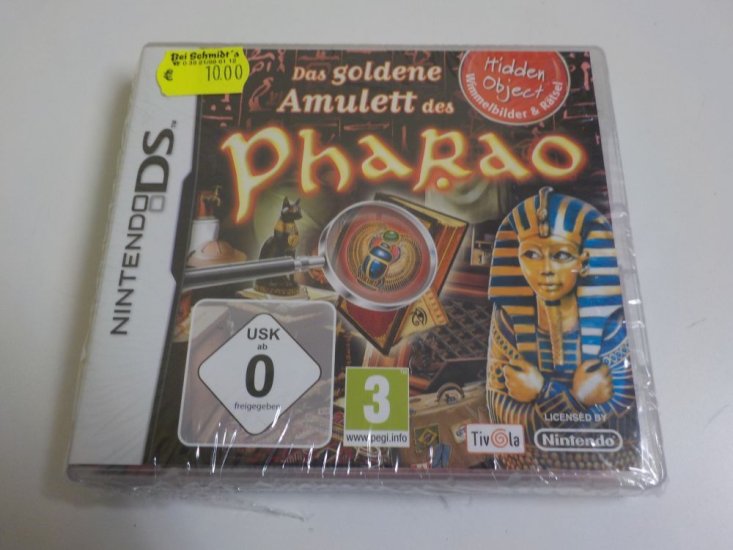 Bei Schmidt's
€ 10.00
Das goldene
Amulett des
Pharao
Hidden
Object
Wimmelbilder & Rätsel
NINTENDO DS™
USK
ab
0
freigegeben
3
www.pegi.info
Tivola
LICENSED BY
Nintendo